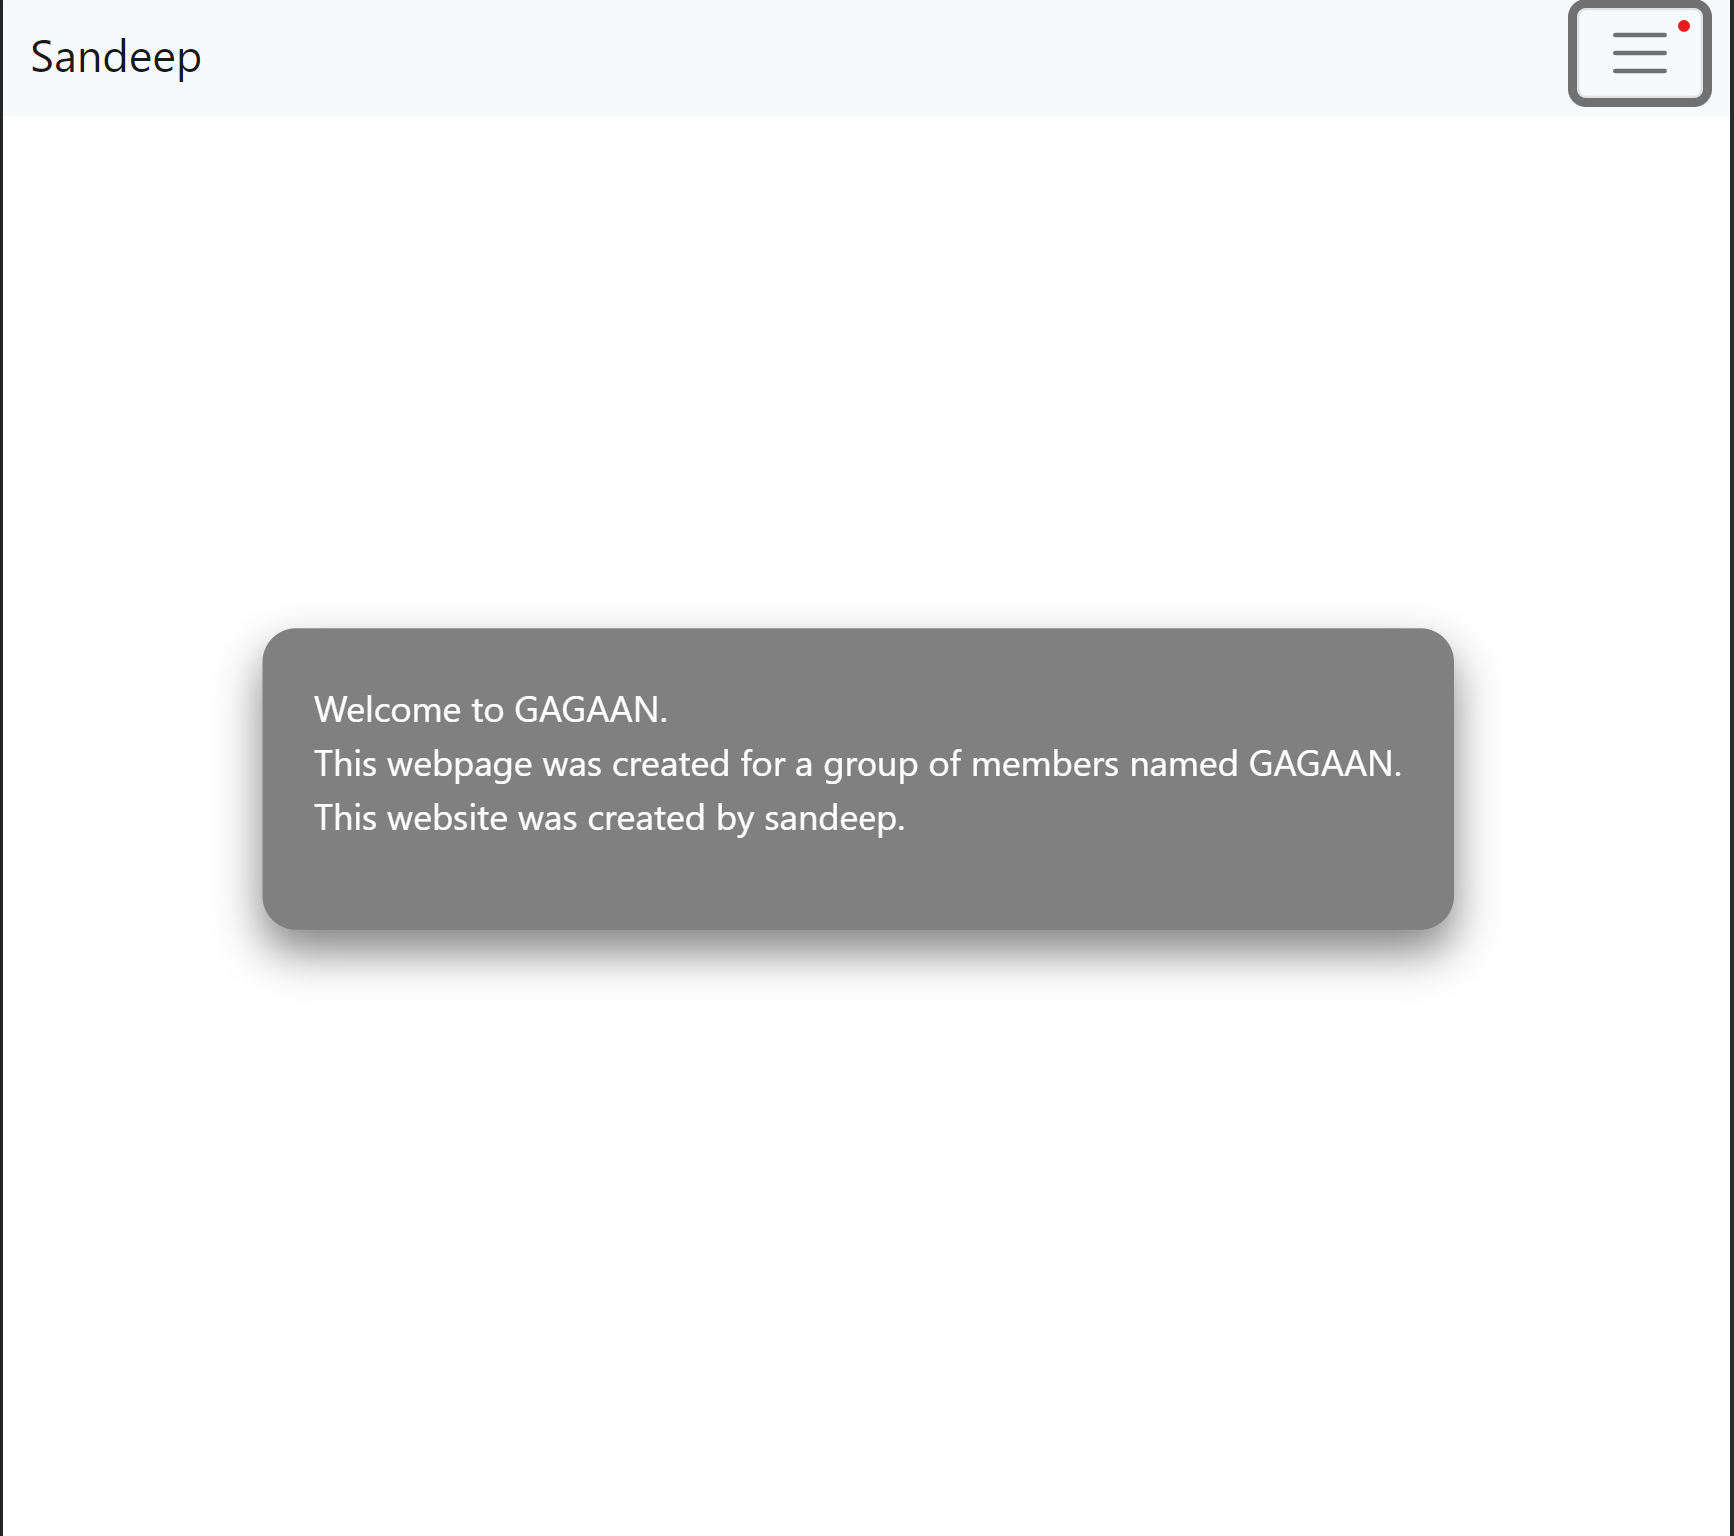 Sandeep
Welcome to GAGAAN.
This webpage was created for a group of members named GAGAAN.
This website was created by sandeep.